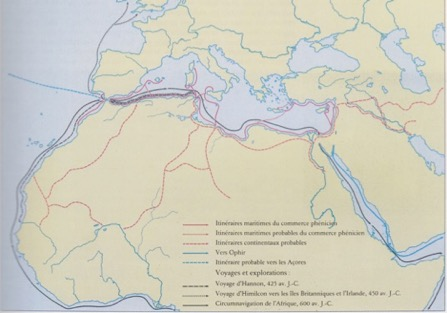 Itinéraires maritimes du commerce phénicien
Itinéraires maritimes probables du commerce phénicien
Itinéraires continentaux probables
Vers Ophir
Itinéraire probable vers les Açores
Voyages et explorations :
Voyage d'Hannon, 425 av. J.-C.
Voyage d'Himilcon vers les îles Britanniques et l'Irlande, 450 av. J.-C.
Circumnavigation de l'Afrique, 600 av. J.-C.